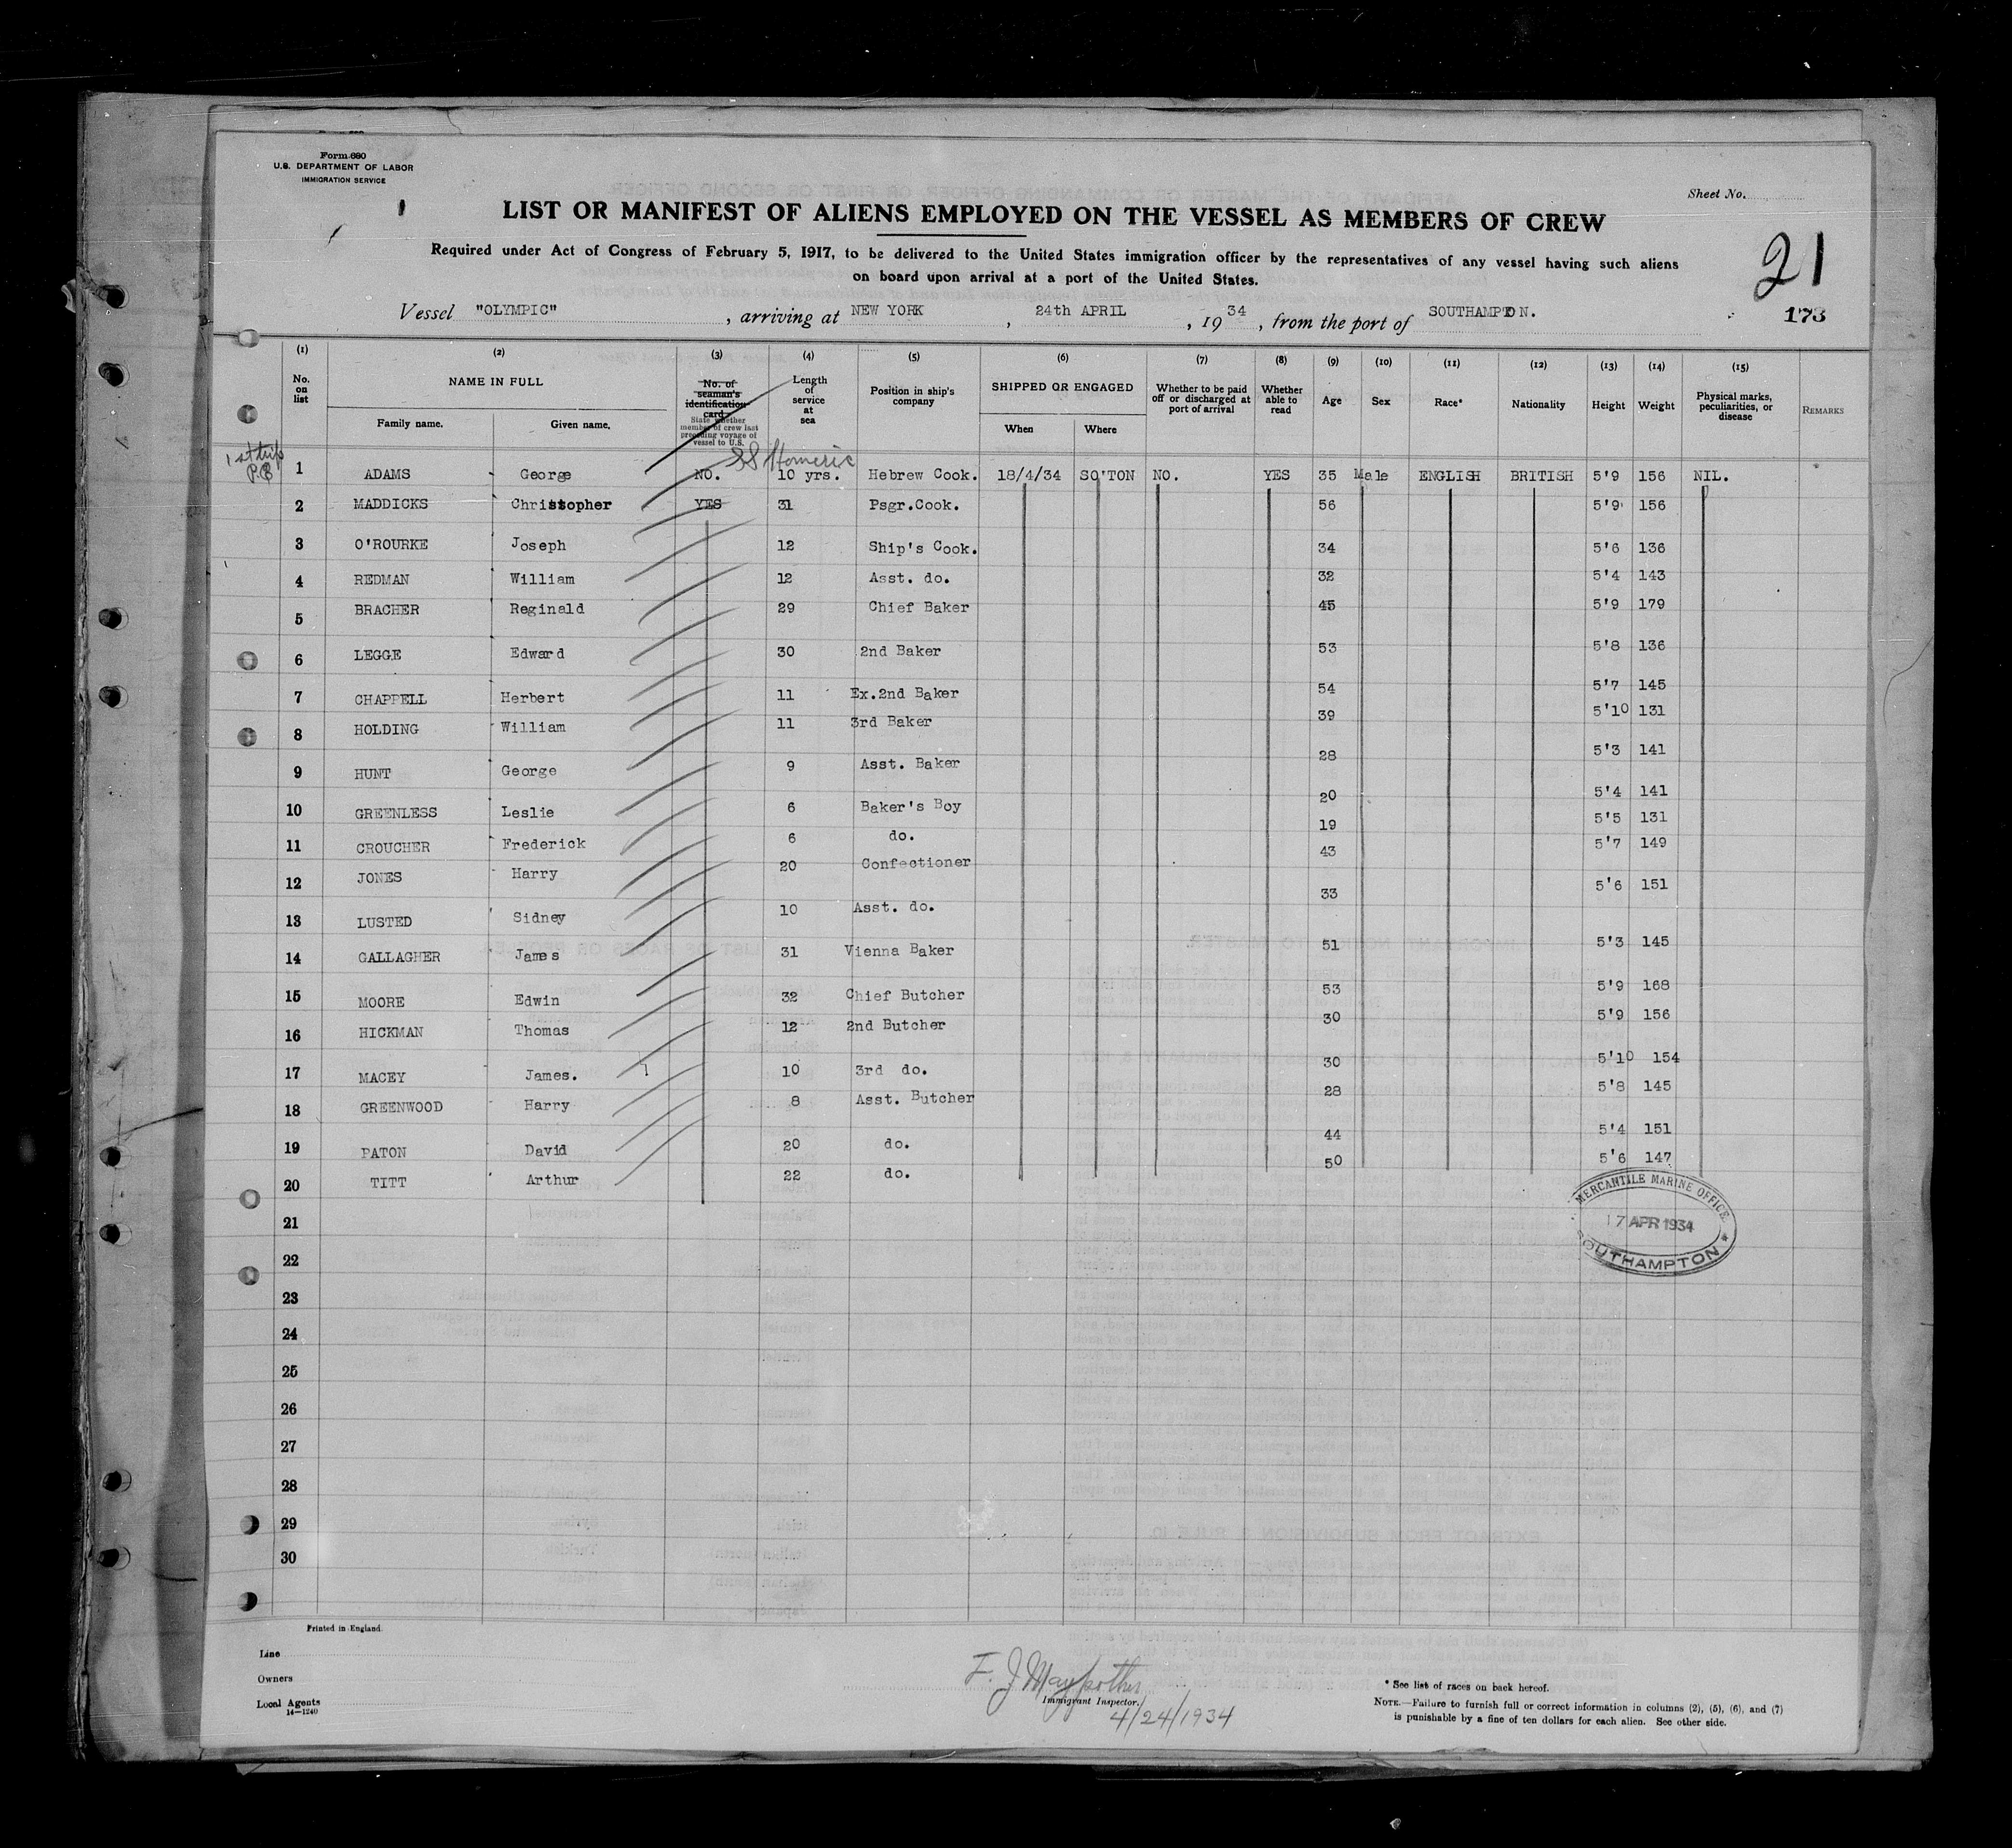 Form 680
U.S. DEPARTMENT OF LABOR
IMMIGRATION SERVICE
Sheet No.
LIST OR MANIFEST OF ALIENS EMPLOYED ON THE VESSEL AS MEMBERS OF CREW
Required under Act of Congress of February 5, 1917, to be delivered to the United States immigration officer by the representatives of any vessel having such aliens
on board upon arrival at a port of the United States.
21
Vessel "OLYMPIC", arriving at NEW YORK, 24th APRIL, 1934, from the port of SOUTHAMPTON.
173
(1) (2) (3) (4) (5) (6) (7) (8) (9) (10) (11) (12) (13) (14) (15)
No. on list
NAME IN FULL
Family name. Given name.
No. of seaman's identification card
State whether member of crew last preceding voyage of vessel to U.S.
Length of service at sea
Position in ship's company
SHIPPED OR ENGAGED
When Where
Whether to be paid off or discharged at port of arrival
Whether able to read
Age
Sex
Race*
Nationality
Height
Weight
Physical marks, peculiarities, or disease
REMARKS
1st trip
P.B
SS Homeric
1 ADAMS George NO. 10 yrs. Hebrew Cook. 18/4/34 SO'TON NO. YES 35 Male ENGLISH BRITISH 5'9 156 NIL.
2 MADDICKS Christopher YES 31 Psgr.Cook. 56 5'9 156
3 O'ROURKE Joseph 12 Ship's Cook. 34 5'6 136
4 REDMAN William 12 Asst. do. 32 5'4 143
5 BRACHER Reginald 29 Chief Baker 45 5'9 179
6 LEGGE Edward 30 2nd Baker 53 5'8 136
7 CHAPPELL Herbert 11 Ex.2nd Baker 54 5'7 145
8 HOLDING William 11 3rd Baker 39 5'10 131
9 HUNT George 9 Asst. Baker 28 5'3 141
10 GREENLESS Leslie 6 Baker's Boy 20 5'4 141
11 CROUCHER Frederick 6 do. 19 5'5 131
12 JONES Harry 20 Confectioner 43 5'7 149
13 LUSTED Sidney 10 Asst. do. 33 5'6 151
14 GALLAGHER James 31 Vienna Baker 51 5'3 145
15 MOORE Edwin 32 Chief Butcher 53 5'9 168
16 HICKMAN Thomas 12 2nd Butcher 30 5'9 156
17 MACEY James. 10 3rd do. 30 5'10 154
18 GREENWOOD Harry 8 Asst. Butcher 28 5'8 145
19 PATON David 20 do. 44 5'4 151
20 TITT Arthur 22 do. 50 5'6 147
21
22
23
24
25
26
27
28
29
30
MERCANTILE MARINE OFFICE
17 APR 1934
SOUTHAMPTON
Printed in England.
Line
Owners
Local Agents
14—1240
Immigrant Inspector.
4/24/1934
* See list of races on back hereof.
NOTE.—Failure to furnish full or correct information in columns (2), (5), (6), and (7)
is punishable by a fine of ten dollars for each alien. See other side.